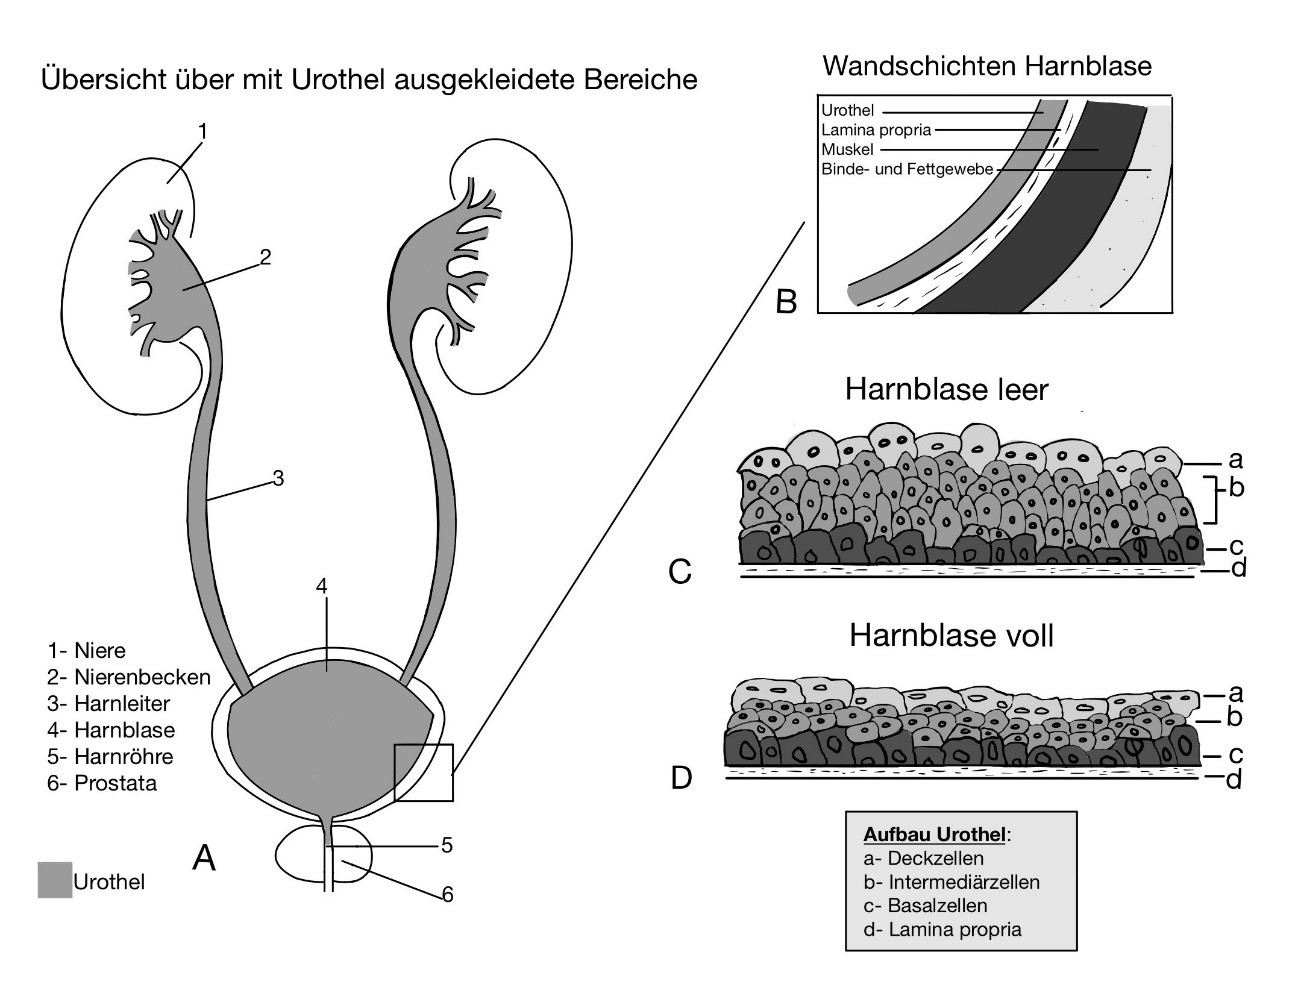 Übersicht über mit Urothel ausgekleidete Bereiche
1
2
3
4
1- Niere
2- Nierenbecken
3- Harnleiter
4- Harnblase
5- Harnröhre
6- Prostata
5
6
A
Urothel
Wandschichten Harnblase
Urothel
Lamina propria
Muskel
Binde- und Fettgewebe
B
Harnblase leer
a
b
c
d
C
Harnblase voll
a
b
c
d
D
Aufbau Urothel:
a- Deckzellen
b- Intermediärzellen
c- Basalzellen
d- Lamina propria